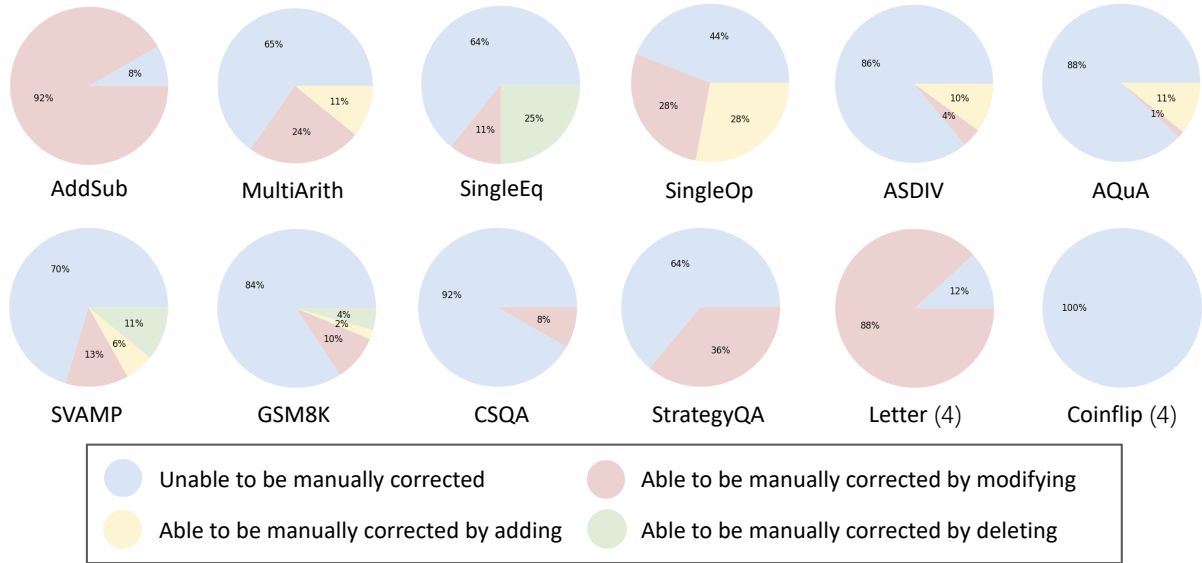 92%
8%
AddSub
65%
11%
24%
MultiArith
64%
11%
25%
SingleEq
44%
28%
28%
SingleOp
86%
10%
4%
ASDIV
88%
11%
1%
AQuA
70%
11%
6%
13%
SVAMP
84%
4%
2%
10%
GSM8K
92%
8%
CSQA
64%
36%
StrategyQA
12%
88%
Letter (4)
100%
Coinflip (4)
Unable to be manually corrected
Able to be manually corrected by modifying
Able to be manually corrected by adding
Able to be manually corrected by deleting